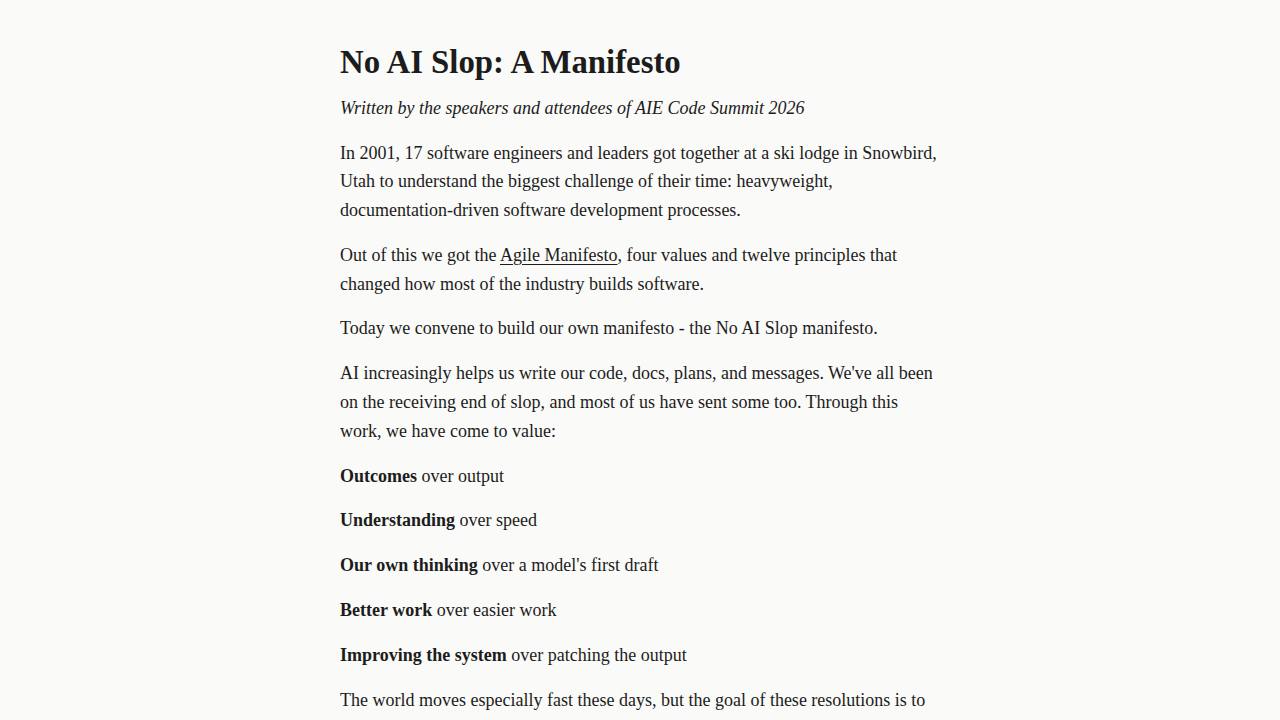 No AI Slop: A Manifesto
Written by the speakers and attendees of AIE Code Summit 2026
In 2001, 17 software engineers and leaders got together at a ski lodge in Snowbird,
Utah to understand the biggest challenge of their time: heavyweight,
documentation-driven software development processes.
Out of this we got the Agile Manifesto, four values and twelve principles that
changed how most of the industry builds software.
Today we convene to build our own manifesto - the No AI Slop manifesto.
AI increasingly helps us write our code, docs, plans, and messages. We've all been
on the receiving end of slop, and most of us have sent some too. Through this
work, we have come to value:
Outcomes over output
Understanding over speed
Our own thinking over a model's first draft
Better work over easier work
Improving the system over patching the output
The world moves especially fast these days, but the goal of these resolutions is to